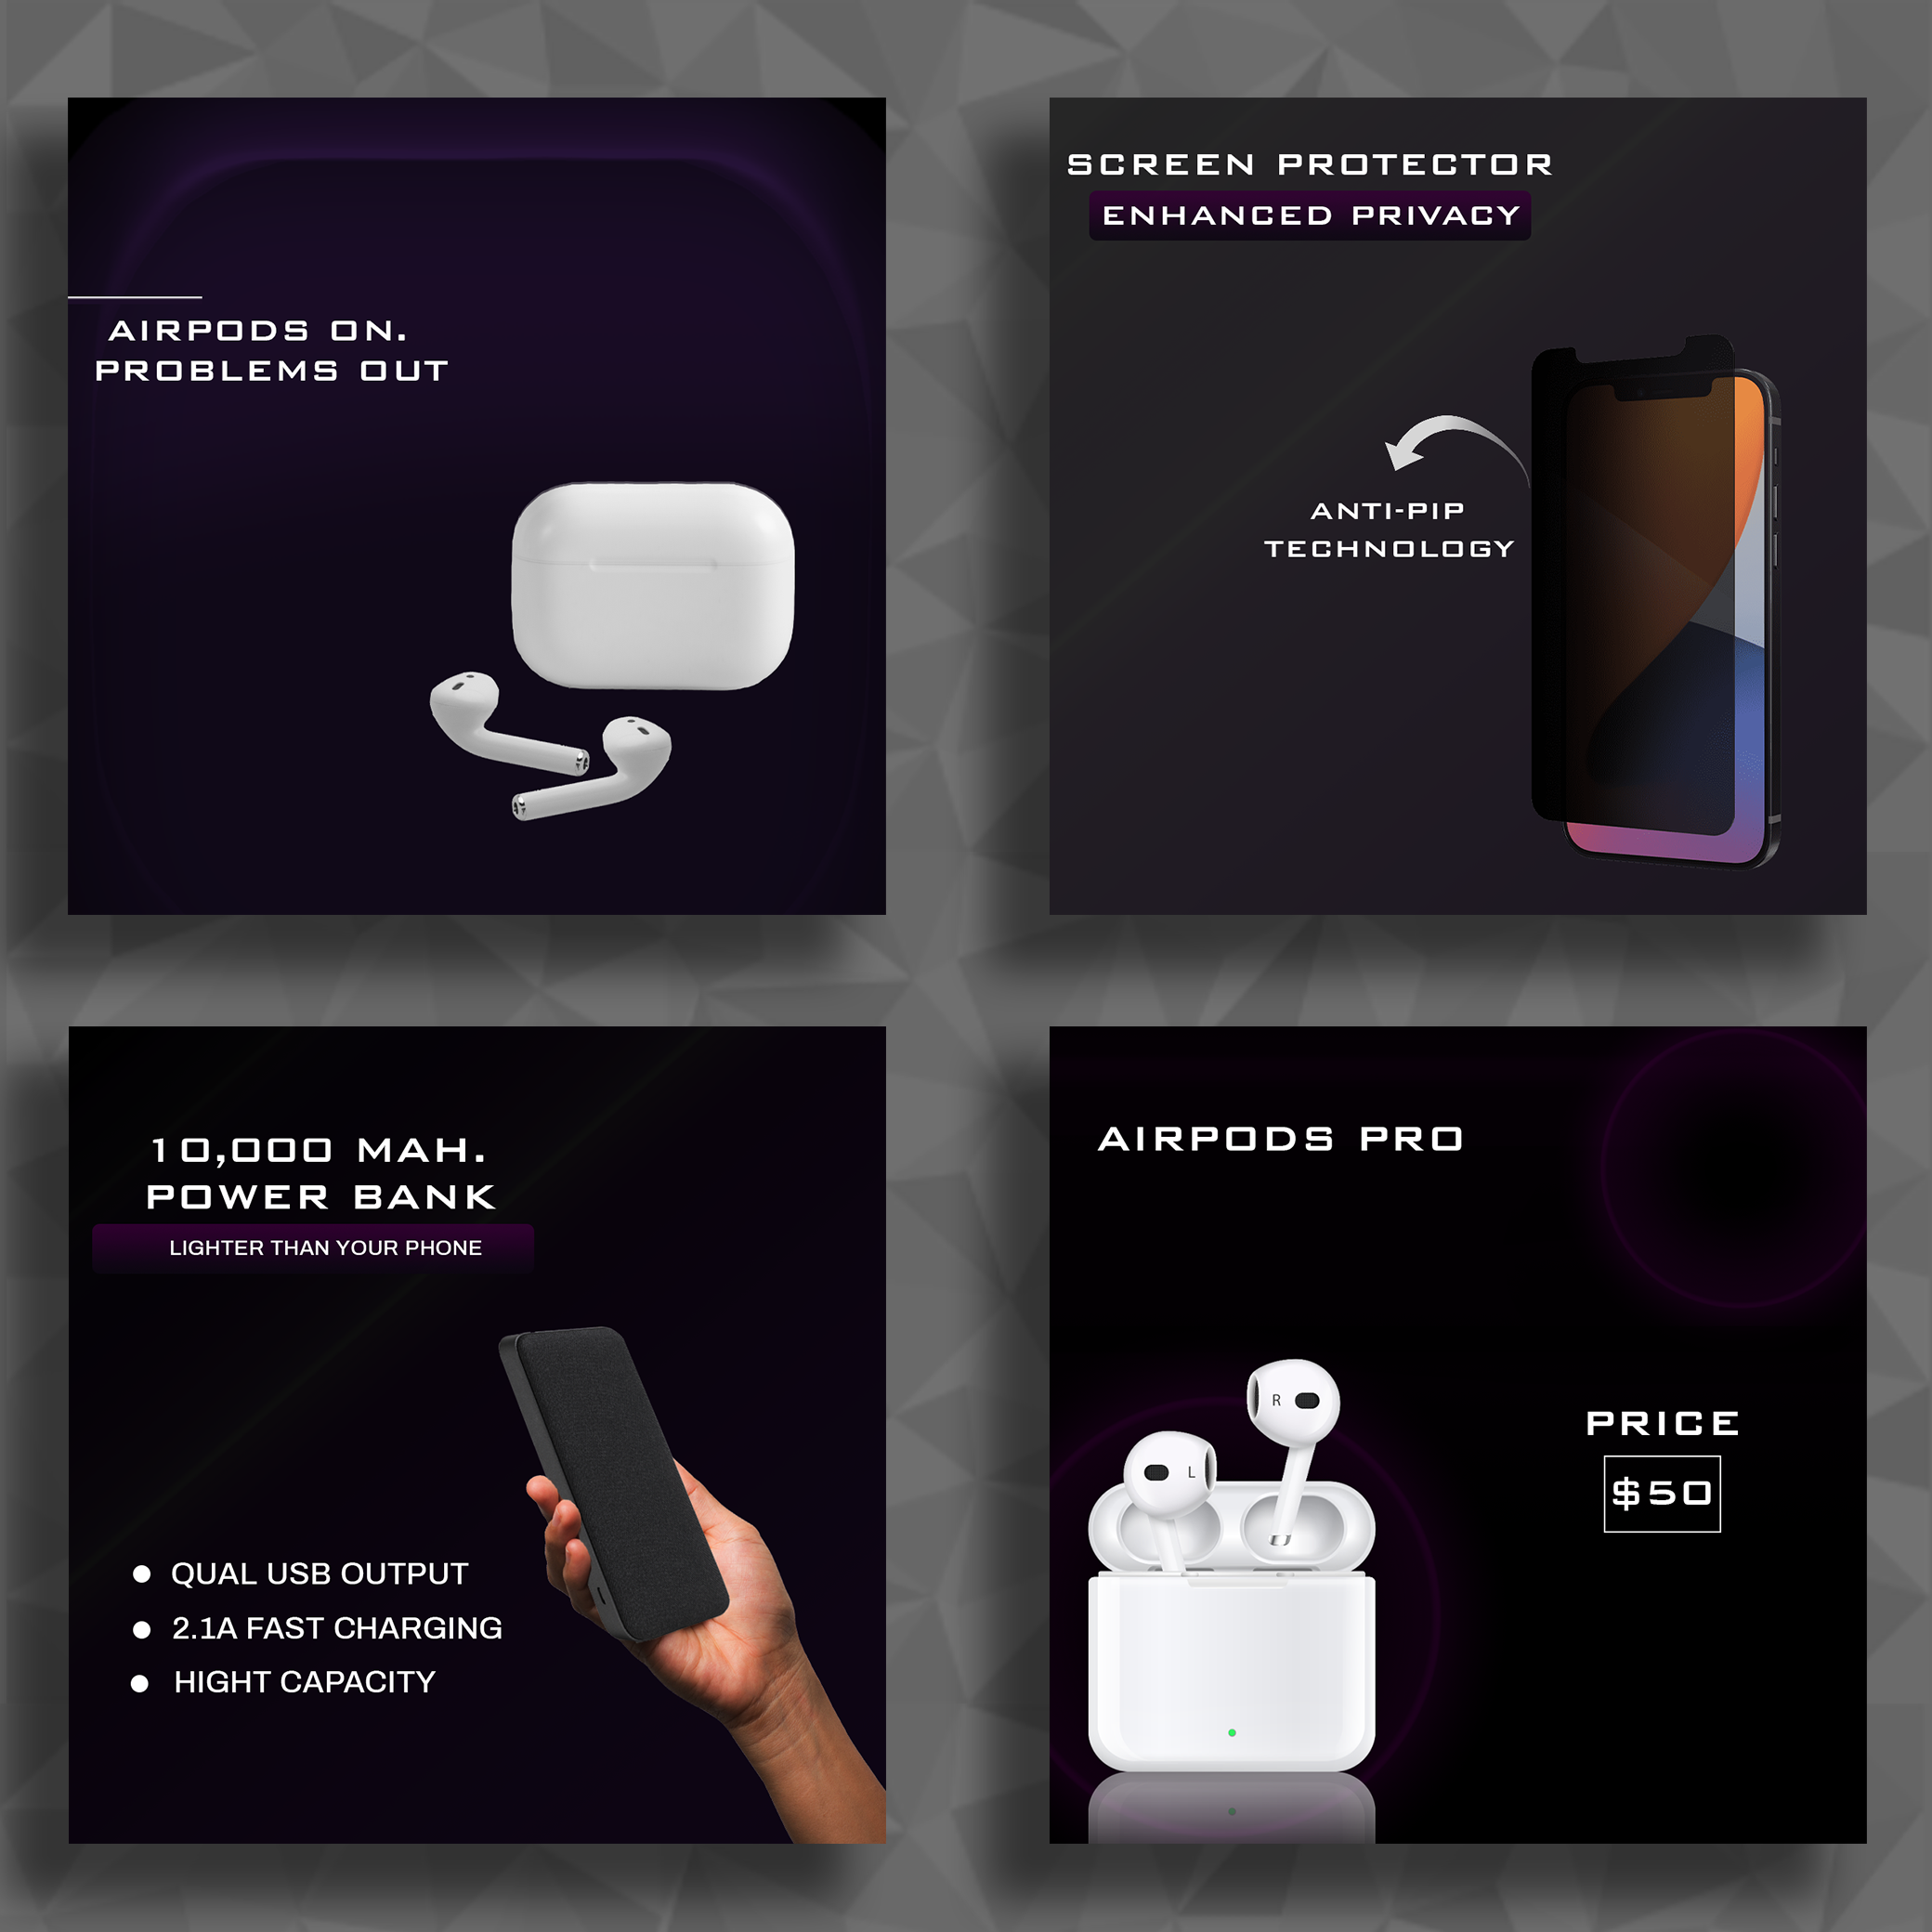 AIRPODS ON.
PROBLEMS OUT
SCREEN PROTECTOR
ENHANCED PRIVACY
ANTI-PIP
TECHNOLOGY
10,000 MAH.
POWER BANK
LIGHTER THAN YOUR PHONE
QUAL USB OUTPUT
2.1A FAST CHARGING
HIGHT CAPACITY
AIRPODS PRO
R
L
PRICE
$50